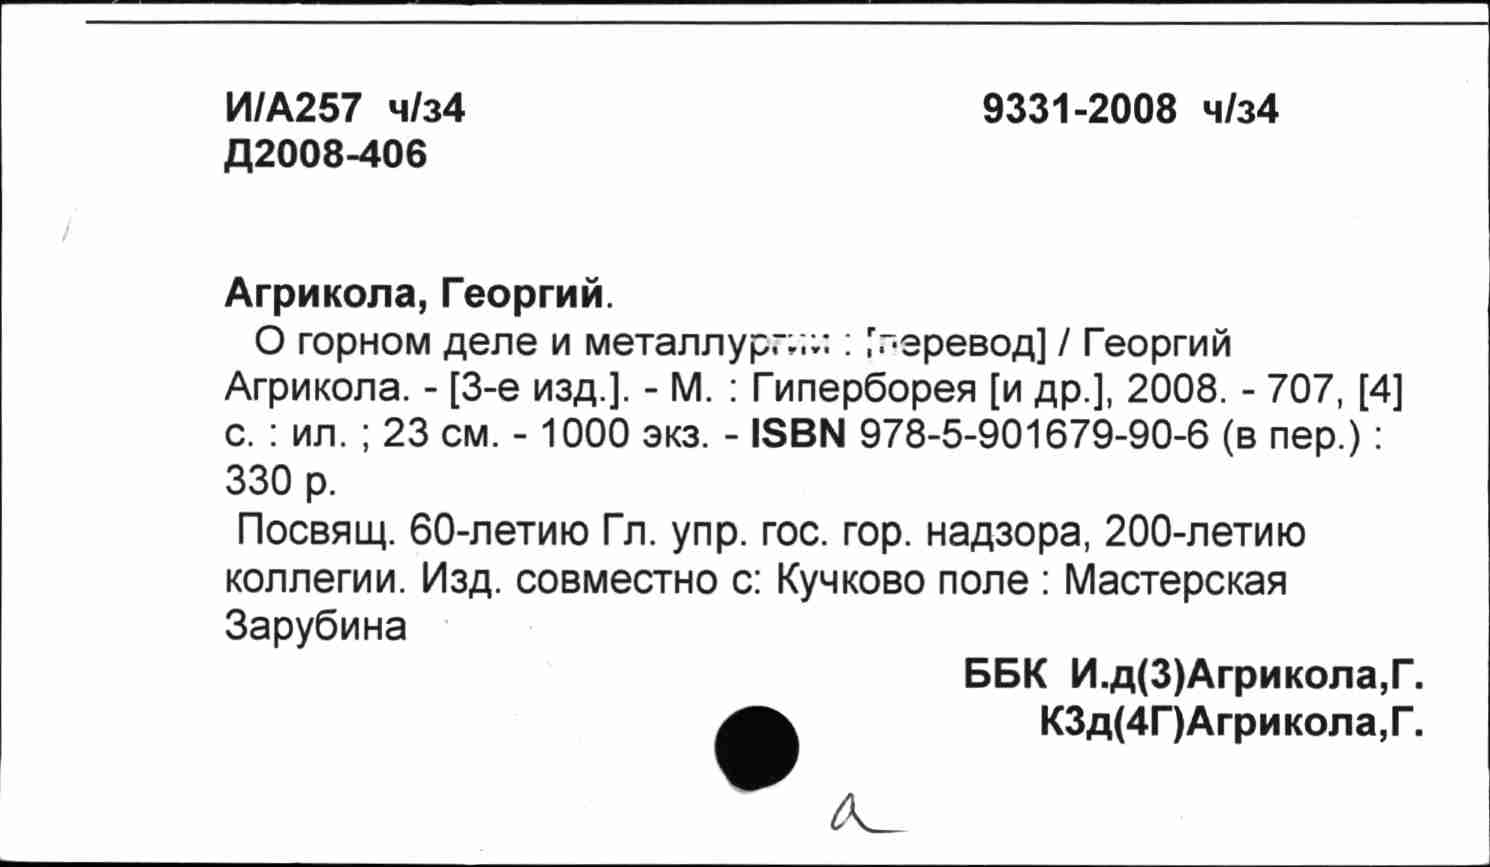 И/А257 ч/з4 9331-2008 ч/з4
Д2008-406
Агрикола, Георгий.
О горном деле и металлургии : [перевод] / Георгий
Агрикола. - [3-е изд.]. - М. : Гиперборея [и др.], 2008. - 707, [4]
с. : ил. ; 23 см. - 1000 экз. - ISBN 978-5-901679-90-6 (в пер.) :
330 р.
Посвящ. 60-летию Гл. упр. гос. гор. надзора, 200-летию
коллегии. Изд. совместно с: Кучково поле : Мастерская
Зарубина
ББК И.д(3)Агрикола,Г.
К3д(4Г)Агрикола,Г.
а